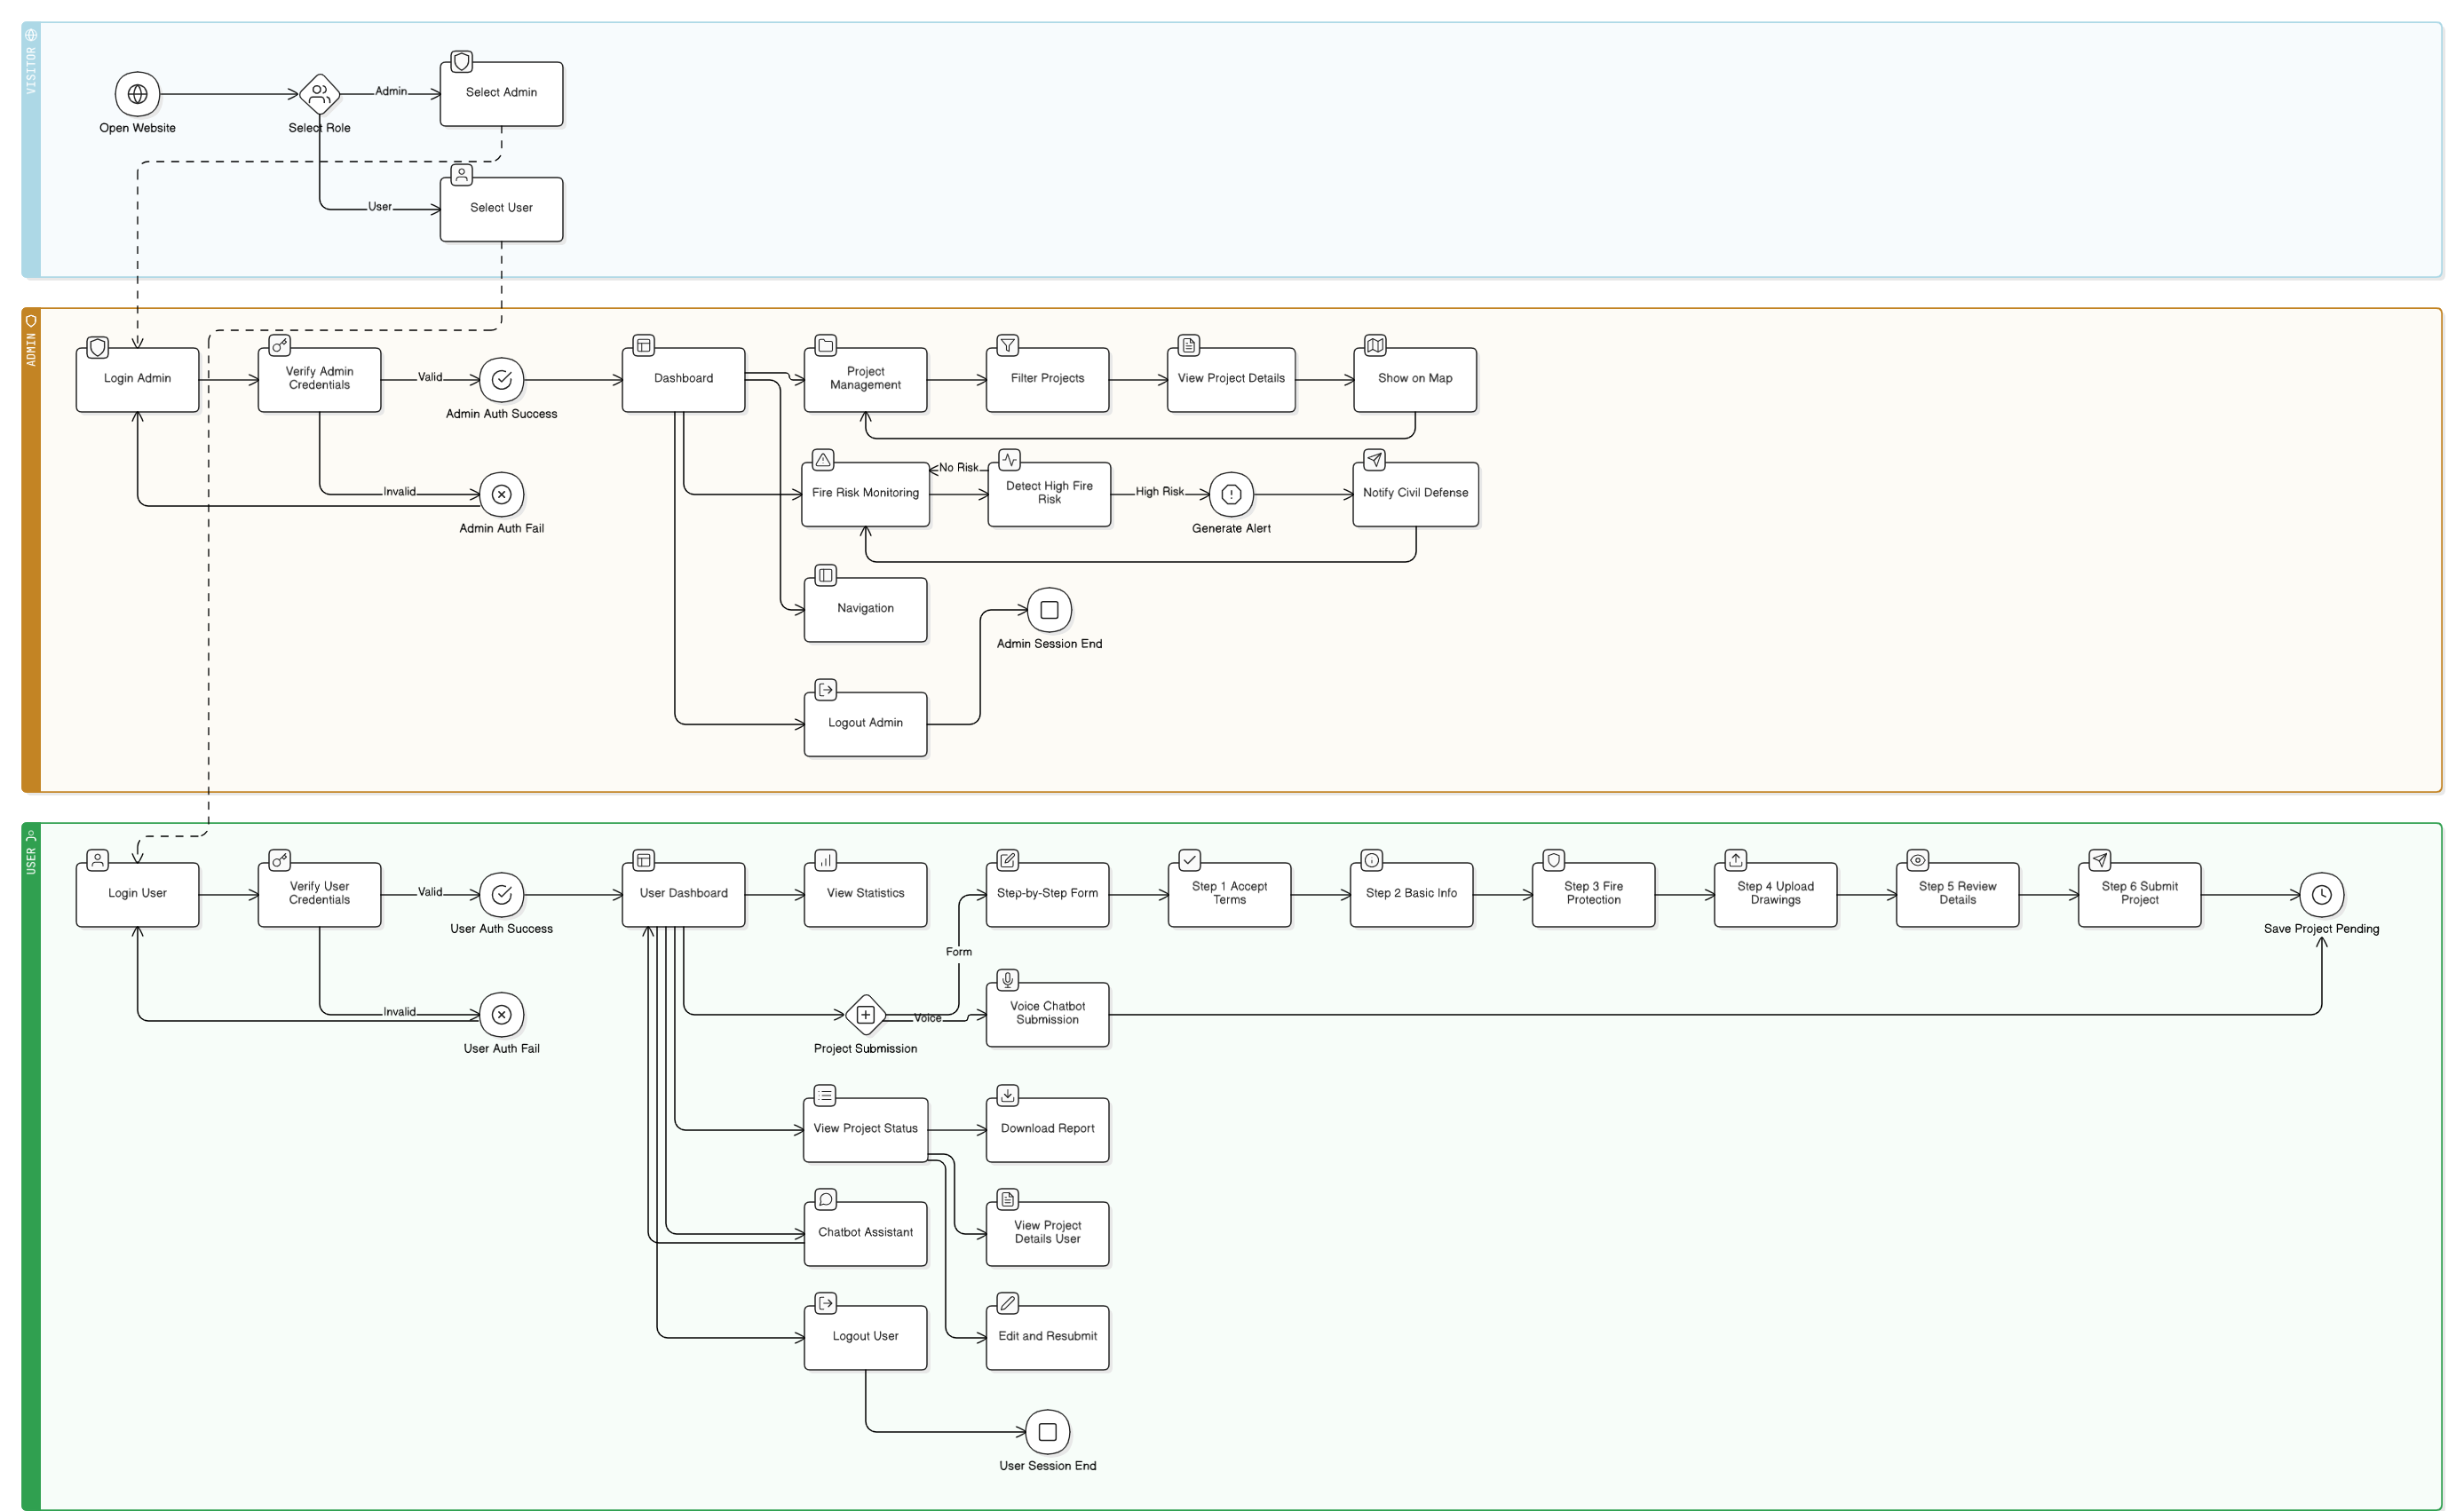 VISITOR
Open Website
Select Role
Admin
Select Admin
User
Select User
ADMIN
Login Admin
Verify Admin
Credentials
Valid
Admin Auth Success
Invalid
Admin Auth Fail
Dashboard
Project
Management
Filter Projects
View Project Details
Show on Map
Fire Risk Monitoring
No Risk
Detect High Fire
Risk
High Risk
Generate Alert
Notify Civil Defense
Navigation
Admin Session End
Logout Admin
USER
Login User
Verify User
Credentials
Valid
User Auth Success
Invalid
User Auth Fail
User Dashboard
View Statistics
Step-by-Step Form
Step 1 Accept
Terms
Step 2 Basic Info
Step 3 Fire
Protection
Step 4 Upload
Drawings
Step 5 Review
Details
Step 6 Submit
Project
Save Project Pending
Form
Voice
Project Submission
Voice Chatbot
Submission
View Project Status
Download Report
Chatbot Assistant
View Project
Details User
Logout User
Edit and Resubmit
User Session End